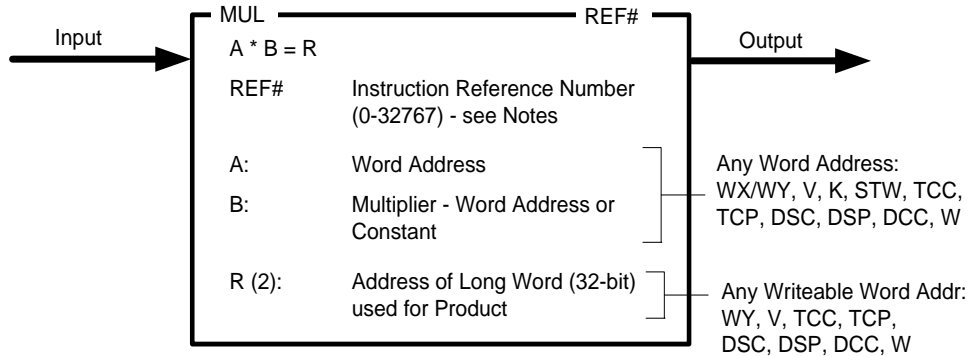 MUL REF#
Input
A * B = R
Output
REF# Instruction Reference Number
(0-32767) - see Notes
A: Word Address
B: Multiplier - Word Address or
Constant
Any Word Address:
WX/WY, V, K, STW, TCC,
TCP, DSC, DSP, DCC, W
R (2): Address of Long Word (32-bit)
used for Product
Any Writeable Word Addr:
WY, V, TCC, TCP,
DSC, DSP, DCC, W